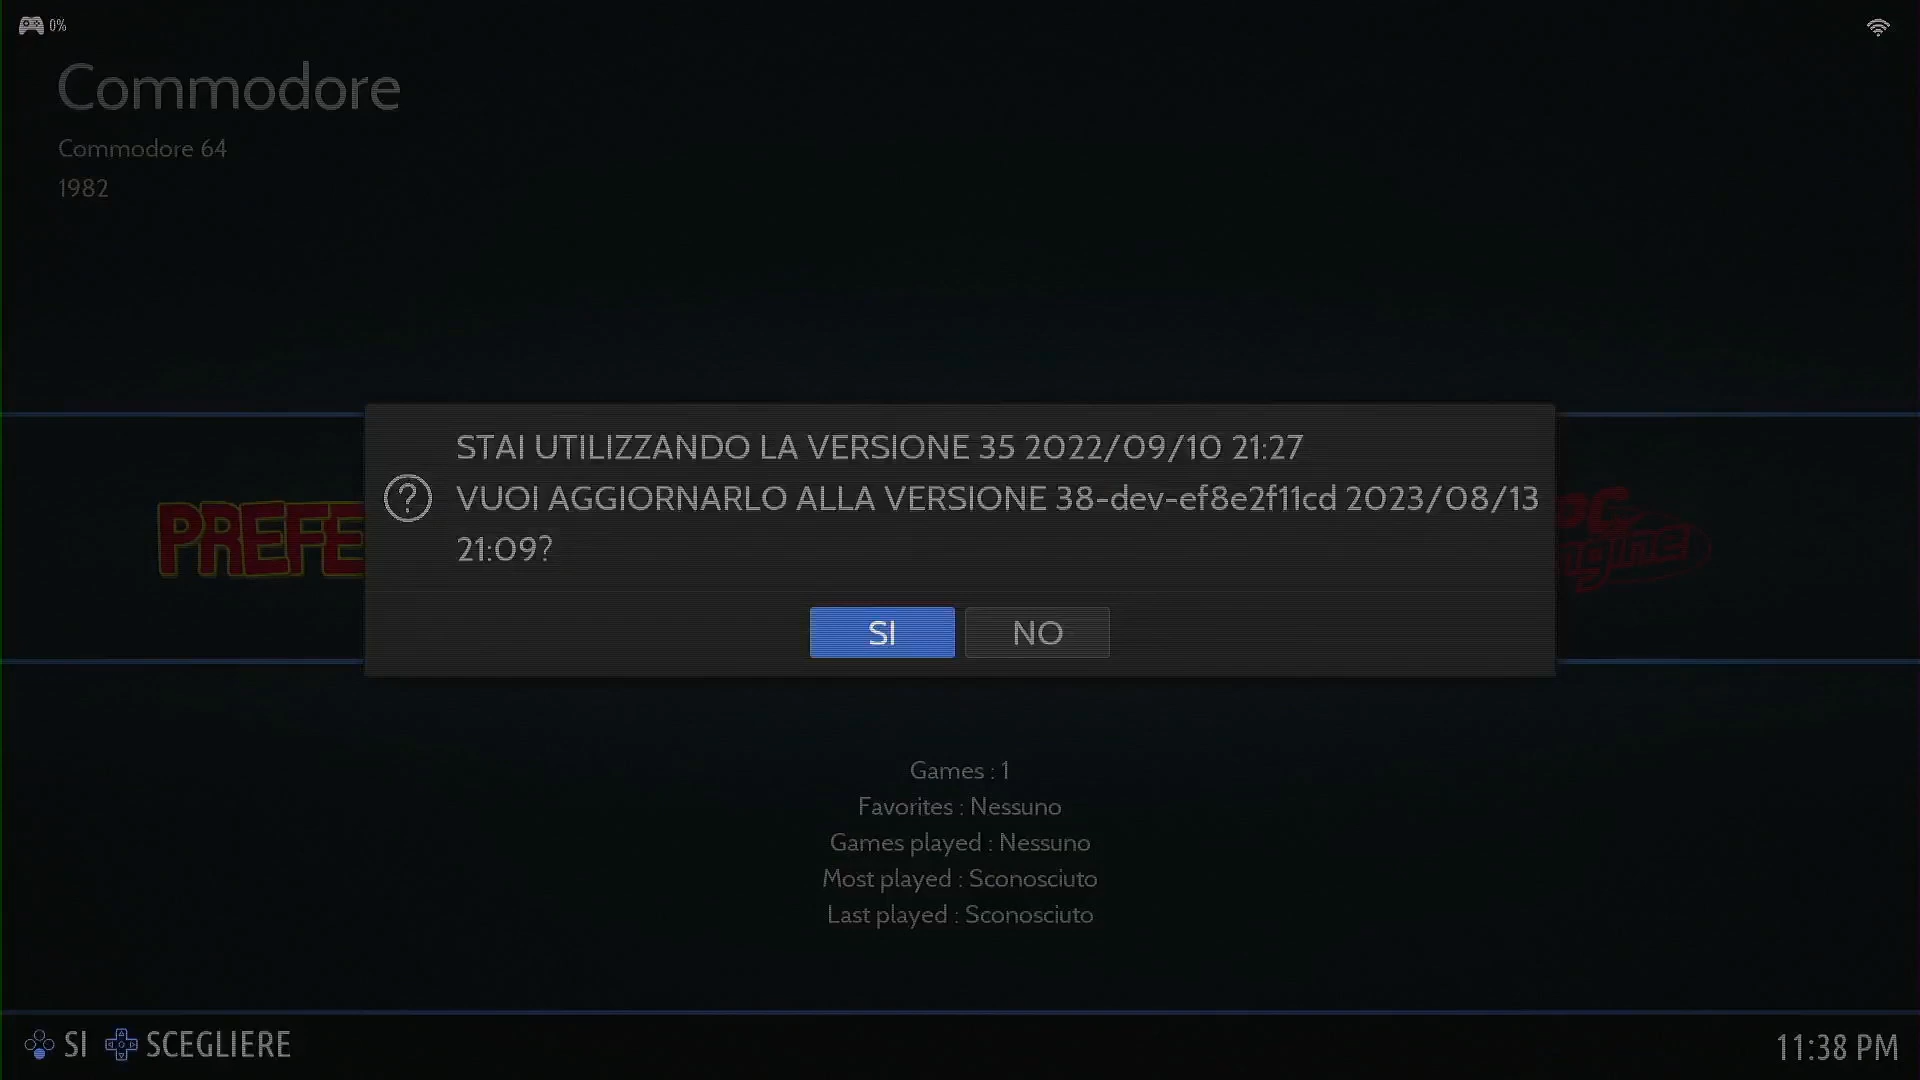 0%
Commodore
Commodore 64
1982
STAI UTILIZZANDO LA VERSIONE 35 2022/09/10 21:27
VUOI AGGIORNARLO ALLA VERSIONE 38-dev-ef8e2f11cd 2023/08/13
21:09?
PREFE
SI
NO
Games : 1
Favorites : Nessuno
Games played : Nessuno
Most played : Sconosciuto
Last played : Sconosciuto
SI SCEGLIERE
11:38 PM